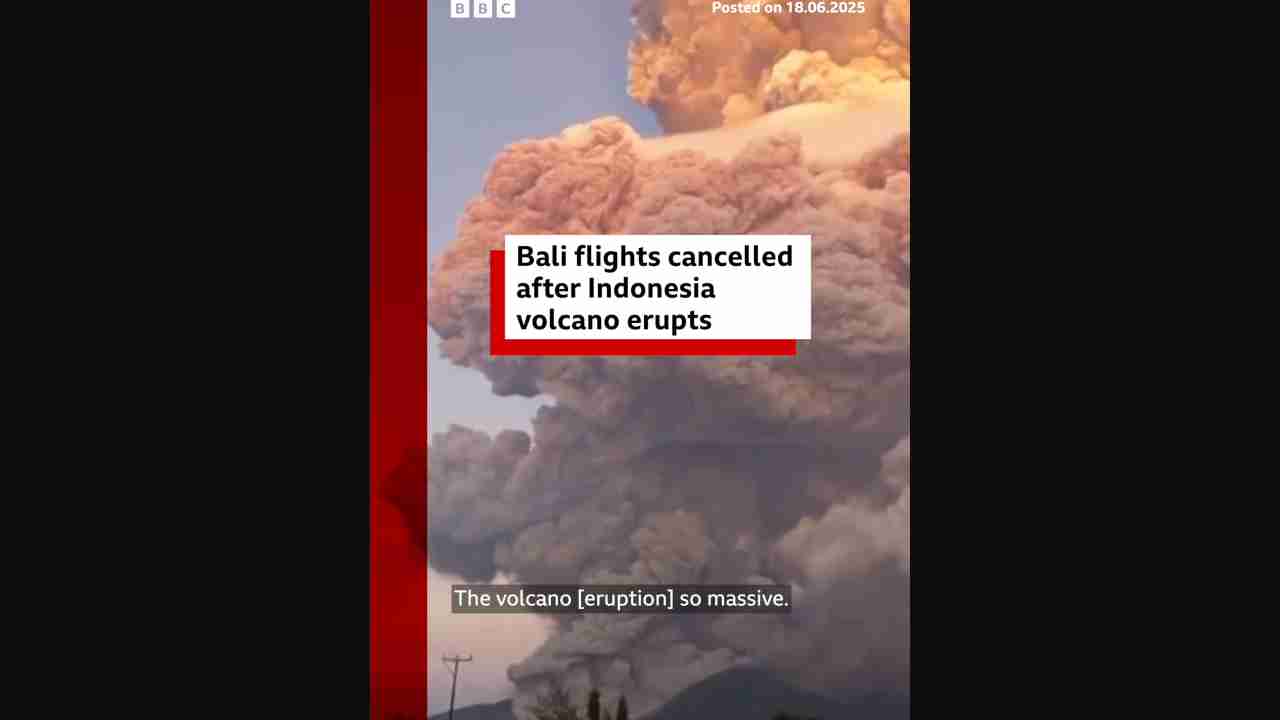 BBC
Posted on 18.06.2025
Bali flights cancelled
after Indonesia
volcano erupts
The volcano [eruption] so massive.